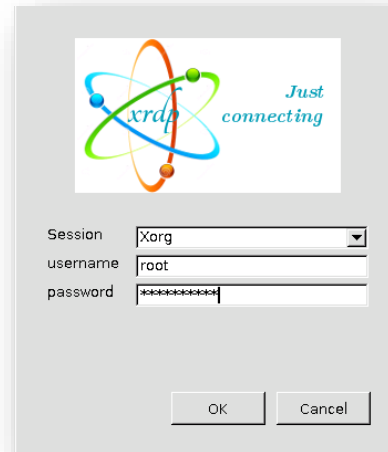 Just
xrdp connecting
Session Xorg
username root
password **********
OK Cancel